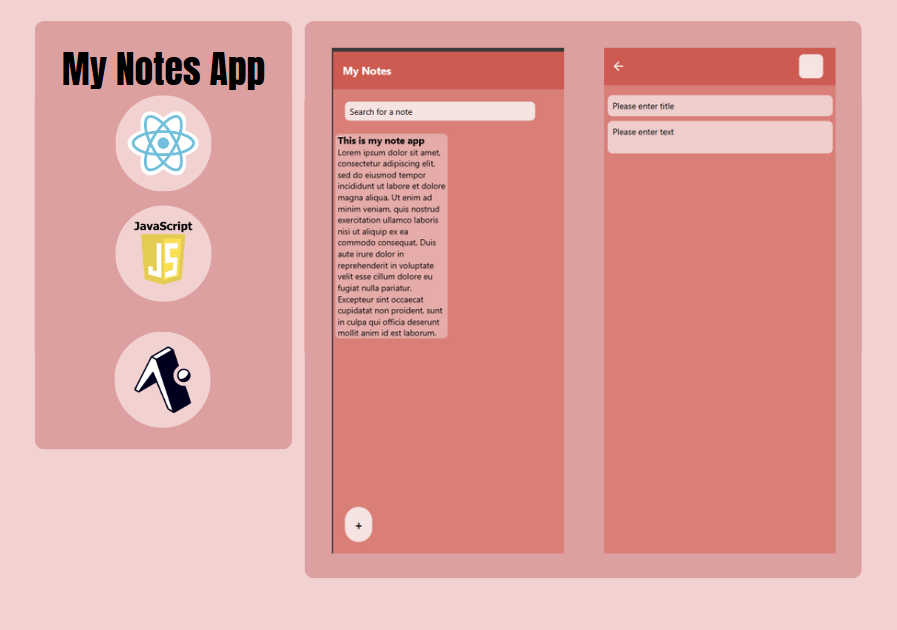 My Notes App
JavaScript
JS
My Notes
Search for a note
This is my note app
Lorem ipsum dolor sit amet,
consectetur adipiscing elit,
sed do eiusmod tempor
incididunt ut labore et dolore
magna aliqua. Ut enim ad
minim veniam, quis nostrud
exercitation ullamco laboris
nisi ut aliquip ex ea
commodo consequat. Duis
aute irure dolor in
reprehenderit in voluptate
velit esse cillum dolore eu
fugiat nulla pariatur.
Excepteur sint occaecat
cupidatat non proident, sunt
in culpa qui officia deserunt
mollit anim id est laborum.
+
Please enter title
Please enter text